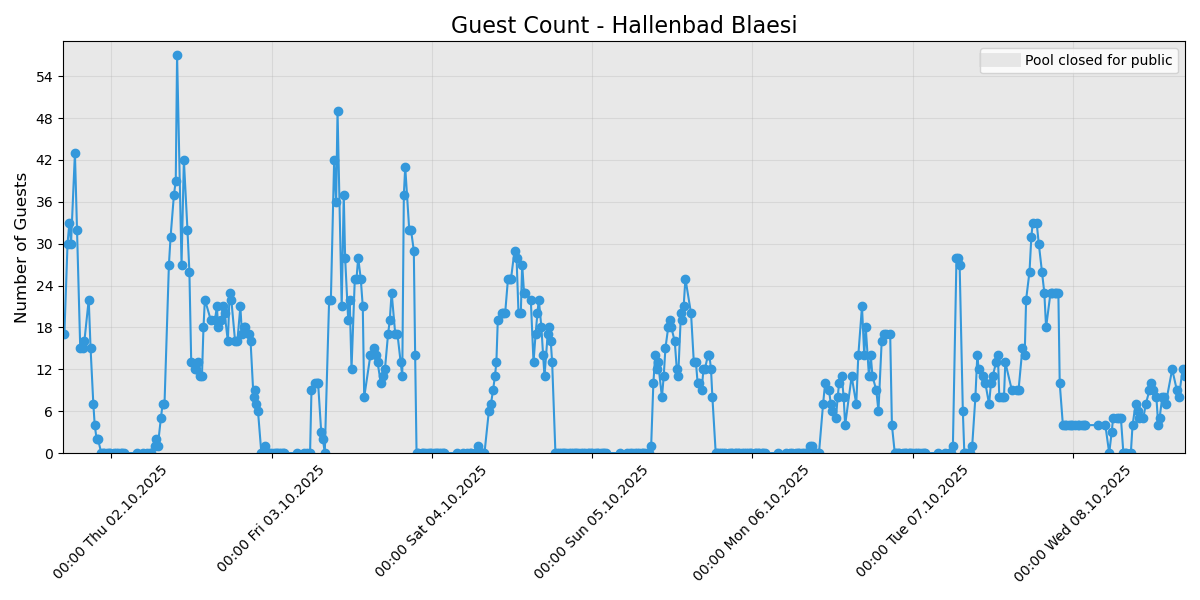 Guest Count - Hallenbad Blaesi
Pool closed for public
Number of Guests
54
48
42
36
30
24
18
12
6
0
00:00 Thu 02.10.2025
00:00 Fri 03.10.2025
00:00 Sat 04.10.2025
00:00 Sun 05.10.2025
00:00 Mon 06.10.2025
00:00 Tue 07.10.2025
00:00 Wed 08.10.2025